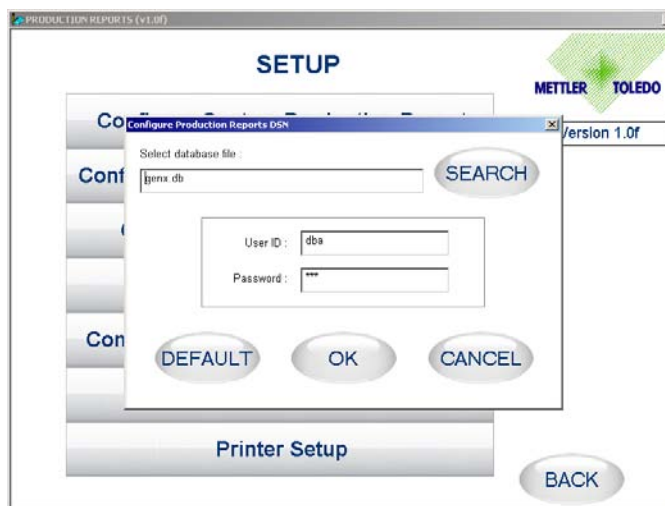 PRODUCTION REPORTS (v1.0f)
SETUP
METTLER TOLEDO
Version 1.0f
Configure Production Reports DSN
Select database file :
genx.db
SEARCH
User ID :
dba
Password :
***
DEFAULT
OK
CANCEL
Printer Setup
BACK